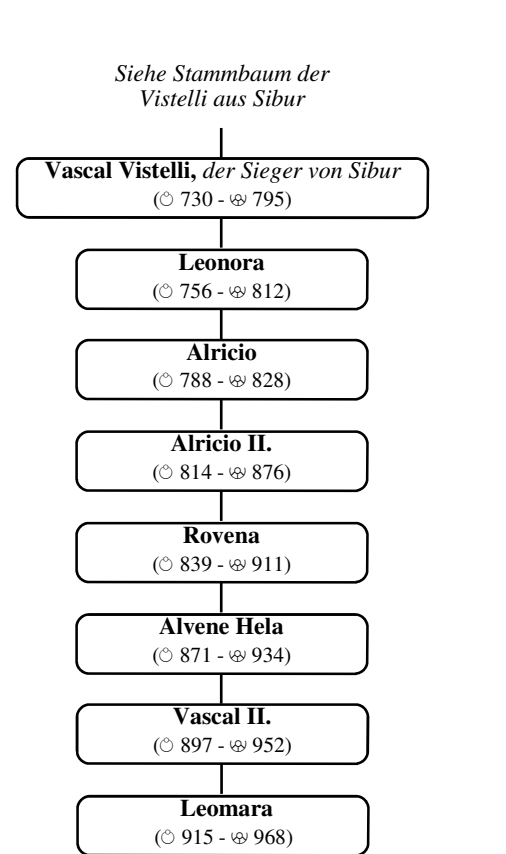 Siehe Stammbaum der
Vistelli aus Sibur
Vascal Vistelli, der Sieger von Sibur
( 730 - 795)
Leonora
( 756 - 812)
Alricio
( 788 - 828)
Alricio II.
( 814 - 876)
Rovena
( 839 - 911)
Alvene Hela
( 871 - 934)
Vascal II.
( 897 - 952)
Leomara
( 915 - 968)